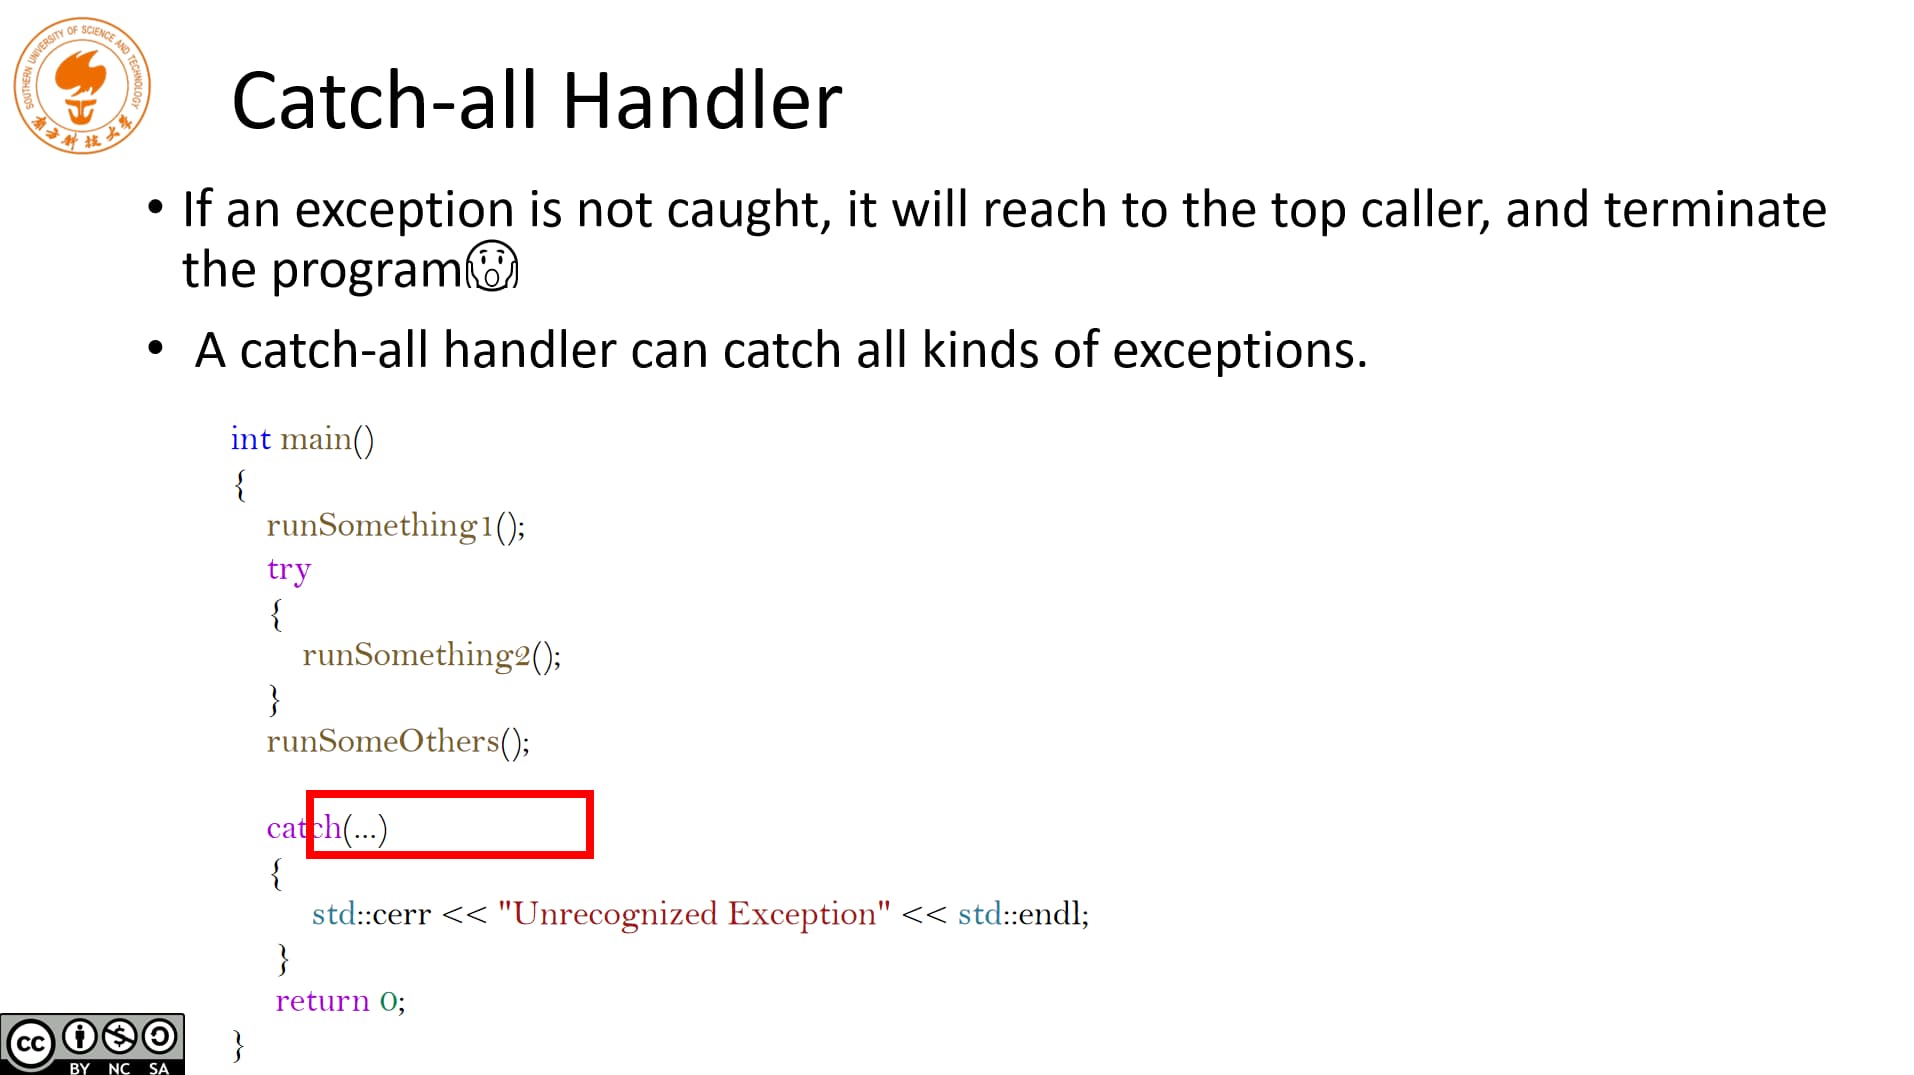 SOUTHERN UNIVERSITY OF SCIENCE AND TECHNOLOGY
南方科技大学
Catch-all Handler
• If an exception is not caught, it will reach to the top caller, and terminate
the program😱
• A catch-all handler can catch all kinds of exceptions.
int main()
{
runSomething1();
try
{
runSomething2();
}
runSomeOthers();
catch(...)
{
std::cerr << "Unrecognized Exception" << std::endl;
}
return 0;
}
cc
BY NC SA